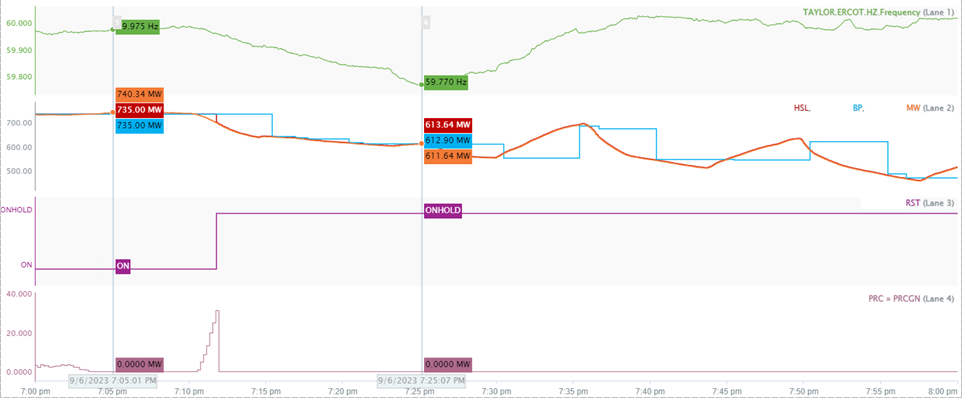 TAYLOR.ERCOT.HZ.Frequency (Lane 1)
60.000
59.900
59.800
9.975 Hz
4
59.770 Hz
HSL, BP, MW (Lane 2)
700.00
600.00
500.00
740.34 MW
735.00 MW
735.00 MW
613.64 MW
612.90 MW
611.64 MW
RST (Lane 3)
ONHOLD
ON
ON
ONHOLD
PRC » PRCGN (Lane 4)
40.000
20.000
0.0000
0.0000 MW
0.0000 MW
9/6/2023 7:05:01 PM
9/6/2023 7:25:07 PM
7:00 pm 7:05 pm 7:10 pm 7:15 pm 7:20 pm 7:25 pm 7:30 pm 7:35 pm 7:40 pm 7:45 pm 7:50 pm 7:55 pm 8:00 pm